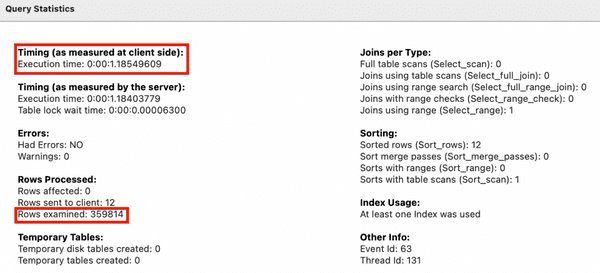 Query Statistics
Timing (as measured at client side):
Execution time: 0:00:1.18549609
Timing (as measured by the server):
Execution time: 0:00:1.18403779
Table lock wait time: 0:00:0.00006300
Errors:
Had Errors: NO
Warnings: 0
Rows Processed:
Rows affected: 0
Rows sent to client: 12
Rows examined: 359814
Temporary Tables:
Temporary disk tables created: 0
Temporary tables created: 0
Joins per Type:
Full table scans (Select_scan): 0
Joins using table scans (Select_full_join): 0
Joins using range search (Select_full_range_join): 0
Joins with range checks (Select_range_check): 0
Joins using range (Select_range): 1
Sorting:
Sorted rows (Sort_rows): 12
Sort merge passes (Sort_merge_passes): 0
Sorts with ranges (Sort_range): 0
Sorts with table scans (Sort_scan): 1
Index Usage:
At least one Index was used
Other Info:
Event Id: 63
Thread Id: 131